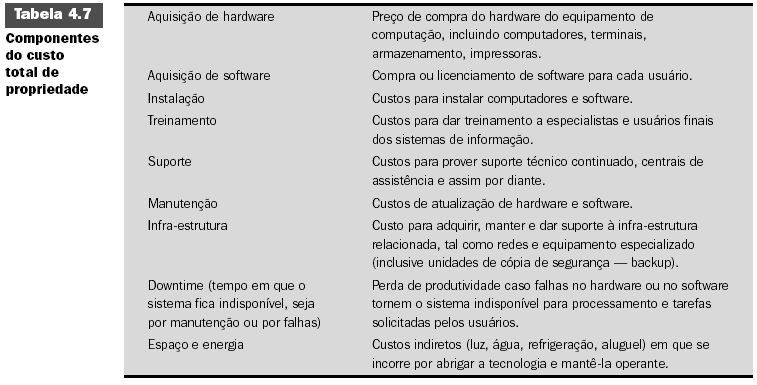 Tabela 4.7
Componentes
do custo
total de
propriedade
Aquisição de hardware
Preço de compra do hardware do equipamento de
computação, incluindo computadores, terminais,
armazenamento, impressoras.
Aquisição de software
Compra ou licenciamento de software para cada usuário.
Instalação
Custos para instalar computadores e software.
Treinamento
Custos para dar treinamento a especialistas e usuários finais
dos sistemas de informação.
Suporte
Custos para prover suporte técnico continuado, centrais de
assistência e assim por diante.
Manutenção
Custos de atualização de hardware e software.
Infra-estrutura
Custo para adquirir, manter e dar suporte à infra-estrutura
relacionada, tal como redes e equipamento especializado
(inclusive unidades de cópia de segurança — backup).
Downtime (tempo em que o
sistema fica indisponível, seja
por manutenção ou por falhas)
Perda de produtividade caso falhas no hardware ou no software
tornem o sistema indisponível para processamento e tarefas
solicitadas pelos usuários.
Espaço e energia
Custos indiretos (luz, água, refrigeração, aluguel) em que se
incorre por abrigar a tecnologia e mantê-la operante.